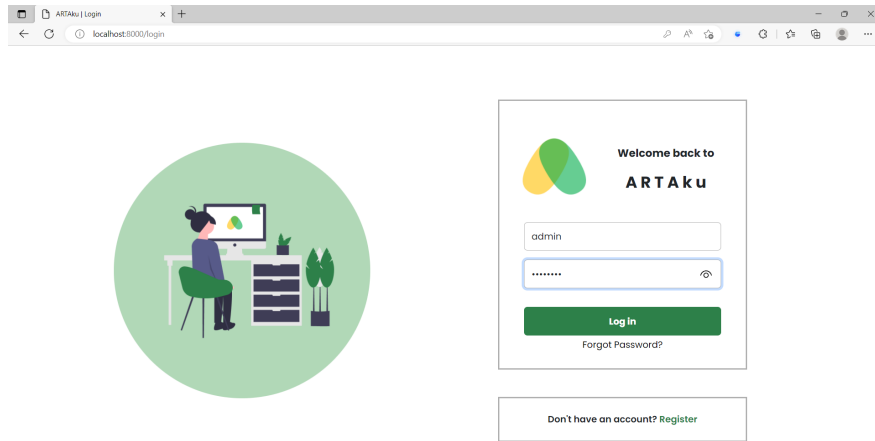 ARTAku | Login
localhost:8000/login
Welcome back to
ARTAku
admin
Log in
Forgot Password?
Don't have an account? Register